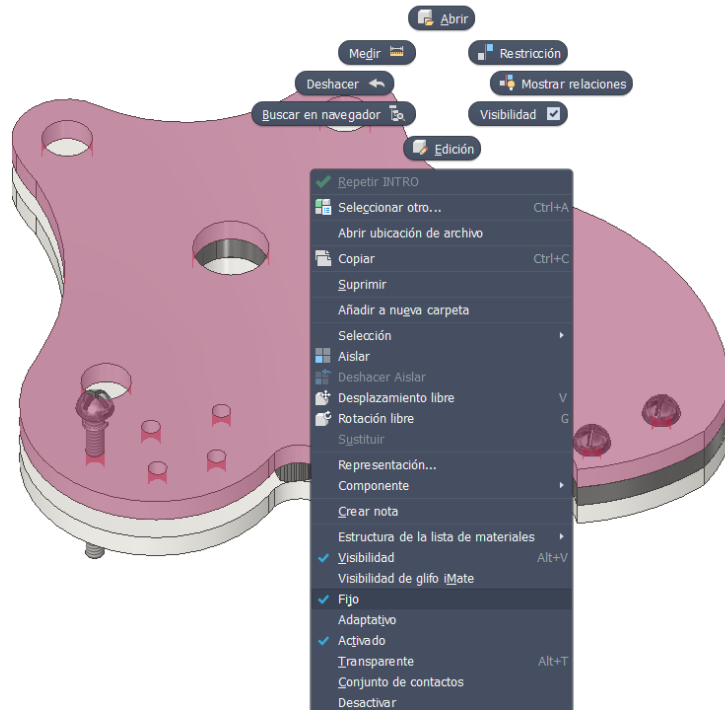 Abrir
Medir
Restricción
Deshacer
Mostrar relaciones
Buscar en navegador
Visibilidad
Edición
Repetir INTRO
Seleccionar otro... Ctrl+A
Abrir ubicación de archivo
Copiar Ctrl+C
Suprimir
Añadir a nueva carpeta
Selección
Aislar
Deshacer Aislar
Desplazamiento libre V
Rotación libre G
Sustituir
Representación...
Componente
Crear nota
Estructura de la lista de materiales
Visibilidad Alt+V
Visibilidad de glifo iMate
Fijo
Adaptativo
Activado
Transparente Alt+T
Conjunto de contactos
Desactivar